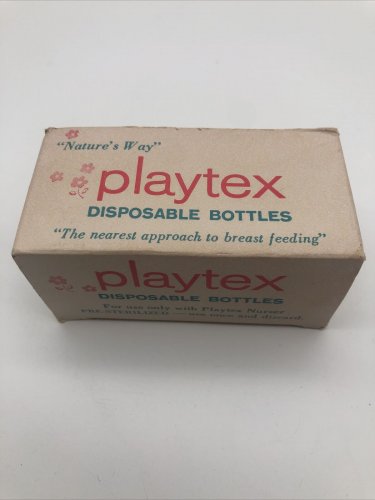 "Nature's Way"
playtex
DISPOSABLE BOTTLES
"The nearest approach to breast feeding"
playtex
DISPOSABLE BOTTLES
For use only with Playtex Nurser
PRE-STERILIZED — use once and discard.